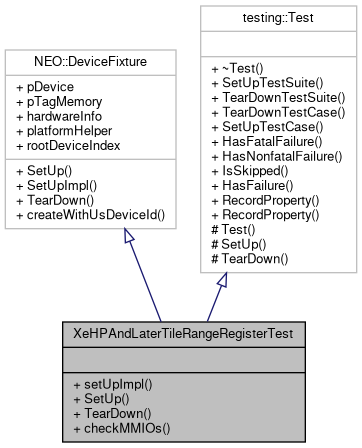 NEO::DeviceFixture
+ pDevice
+ pTagMemory
+ hardwareInfo
+ platformHelper
+ rootDeviceIndex
+ SetUp()
+ SetUpImpl()
+ TearDown()
+ createWithUsDeviceId()
testing::Test
+ ~Test()
+ SetUpTestSuite()
+ TearDownTestSuite()
+ TearDownTestCase()
+ SetUpTestCase()
+ HasFatalFailure()
+ HasNonfatalFailure()
+ IsSkipped()
+ HasFailure()
+ RecordProperty()
+ RecordProperty()
# Test()
# SetUp()
# TearDown()
XeHPAndLaterTileRangeRegisterTest
+ setUpImpl()
+ SetUp()
+ TearDown()
+ checkMMIOs()